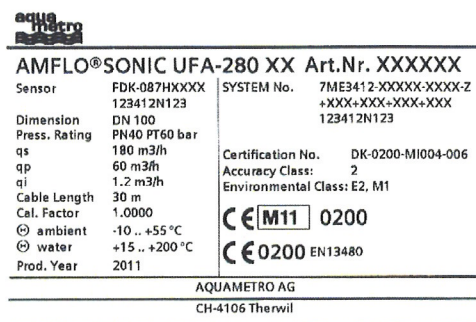 aqua
metro
AMFLO®SONIC UFA-280 XX Art.Nr. XXXXXX
Sensor FDK-087HXXXX
123412N123
Dimension DN 100
Press. Rating PN40 PT60 bar
qs 180 m3/h
qp 60 m3/h
qi 1.2 m3/h
Cable Length 30 m
Cal. Factor 1.0000
Θ ambient -10 .. +55 °C
Θ water +15 .. +200 °C
Prod. Year 2011
SYSTEM No. 7ME3412-XXXXX-XXXX-Z
+XXX+XXX+XXX+XXX
123412N123
Certification No. DK-0200-MI004-006
Accuracy Class: 2
Environmental Class: E2, M1
CE M11 0200
CE 0200 EN13480
AQUAMETRO AG
CH-4106 Therwil